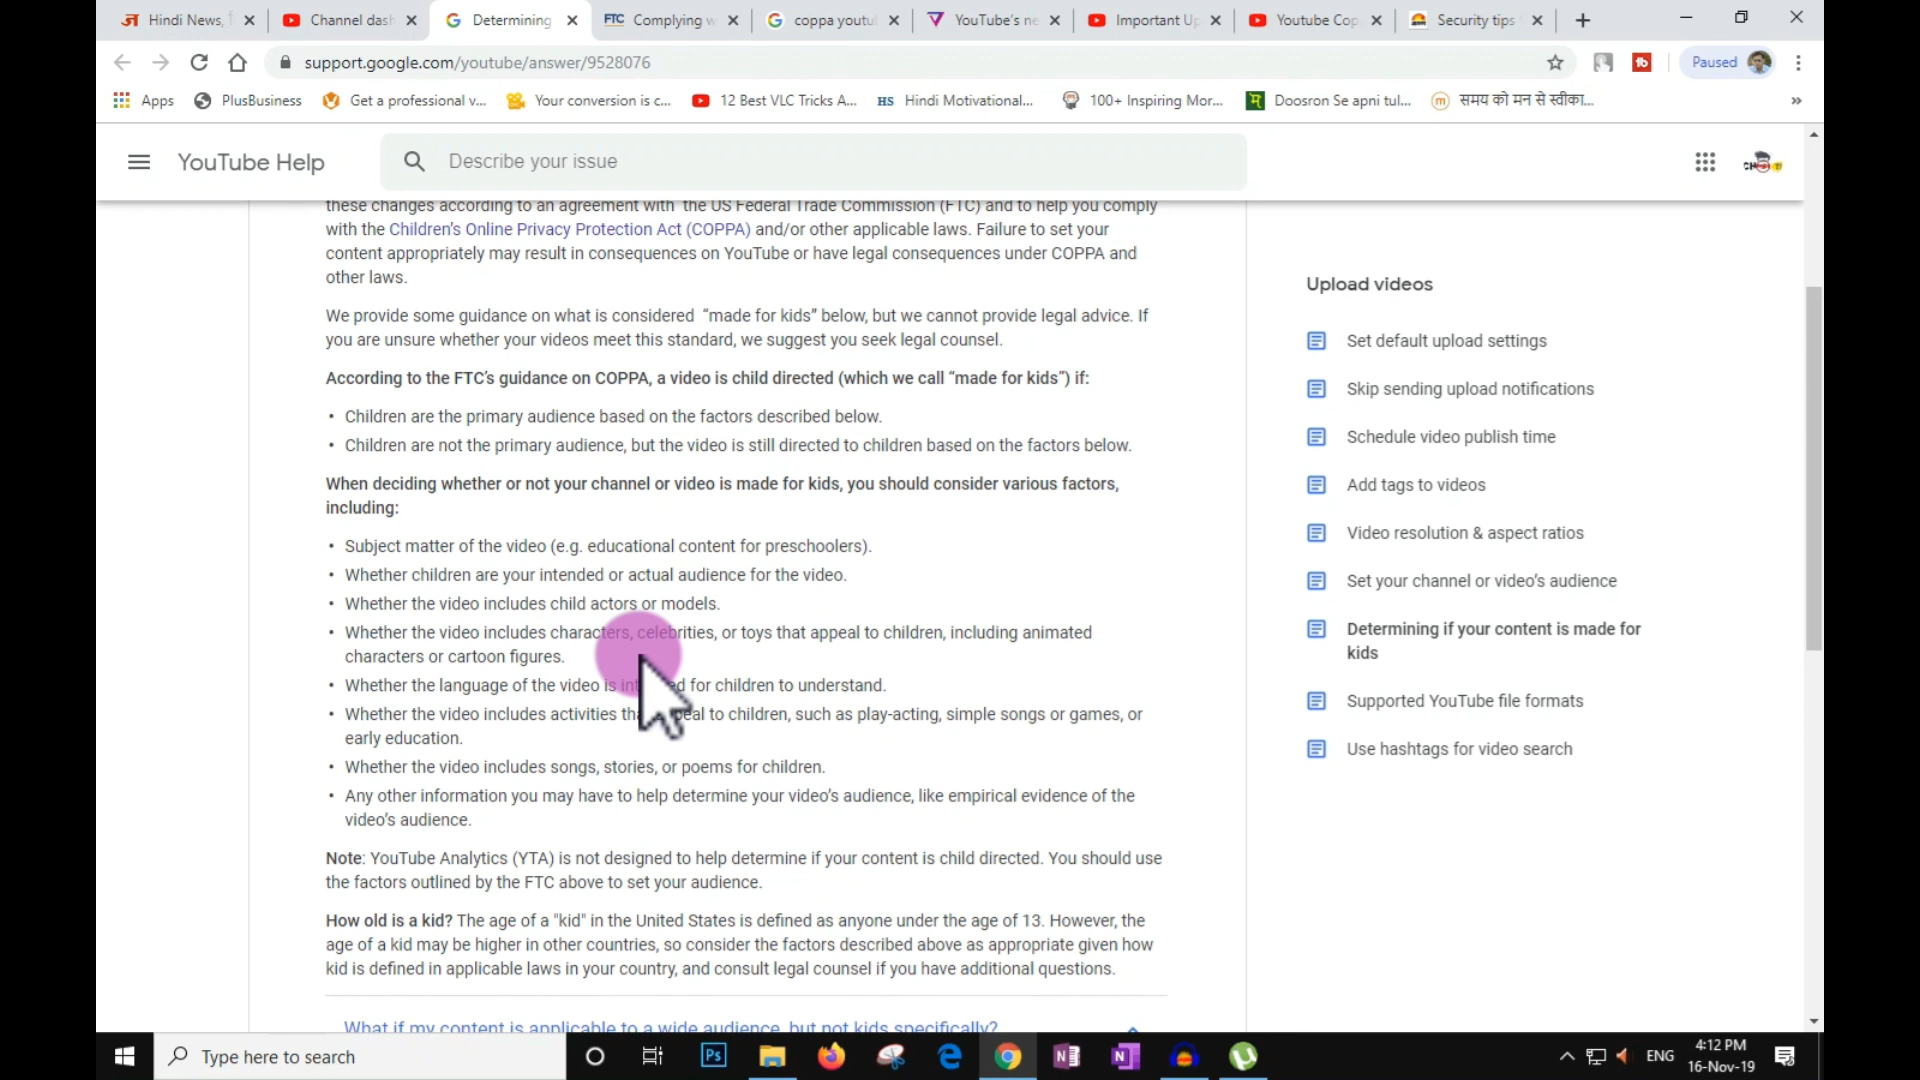 Hindi News,
Channel dash
Determining
FTC Complying w
coppa youtu
YouTube's ne
Important Up
Youtube Cop
Security tips
support.google.com/youtube/answer/9528076
Paused
Apps
PlusBusiness
Get a professional v...
Your conversion is c...
12 Best VLC Tricks A...
HS Hindi Motivational...
100+ Inspiring Mor...
Doosron Se apni tul...
समय को मन से स्वीका...
»
YouTube Help
Describe your issue
these changes according to an agreement with the US Federal Trade Commission (FTC) and to help you comply
with the Children's Online Privacy Protection Act (COPPA) and/or other applicable laws. Failure to set your
content appropriately may result in consequences on YouTube or have legal consequences under COPPA and
other laws.
We provide some guidance on what is considered “made for kids” below, but we cannot provide legal advice. If
you are unsure whether your videos meet this standard, we suggest you seek legal counsel.
According to the FTC's guidance on COPPA, a video is child directed (which we call “made for kids”) if:
• Children are the primary audience based on the factors described below.
• Children are not the primary audience, but the video is still directed to children based on the factors below.
When deciding whether or not your channel or video is made for kids, you should consider various factors,
including:
• Subject matter of the video (e.g. educational content for preschoolers).
• Whether children are your intended or actual audience for the video.
• Whether the video includes child actors or models.
• Whether the video includes characters, celebrities, or toys that appeal to children, including animated
characters or cartoon figures.
• Whether the language of the video is intended for children to understand.
• Whether the video includes activities that appeal to children, such as play-acting, simple songs or games, or
early education.
• Whether the video includes songs, stories, or poems for children.
• Any other information you may have to help determine your video's audience, like empirical evidence of the
video's audience.
Note: YouTube Analytics (YTA) is not designed to help determine if your content is child directed. You should use
the factors outlined by the FTC above to set your audience.
How old is a kid? The age of a "kid" in the United States is defined as anyone under the age of 13. However, the
age of a kid may be higher in other countries, so consider the factors described above as appropriate given how
kid is defined in applicable laws in your country, and consult legal counsel if you have additional questions.
What if my content is applicable to a wide audience, but not kids specifically?
Upload videos
Set default upload settings
Skip sending upload notifications
Schedule video publish time
Add tags to videos
Video resolution & aspect ratios
Set your channel or video's audience
Determining if your content is made for
kids
Supported YouTube file formats
Use hashtags for video search
Type here to search
Ps
ENG
4:12 PM
16-Nov-19